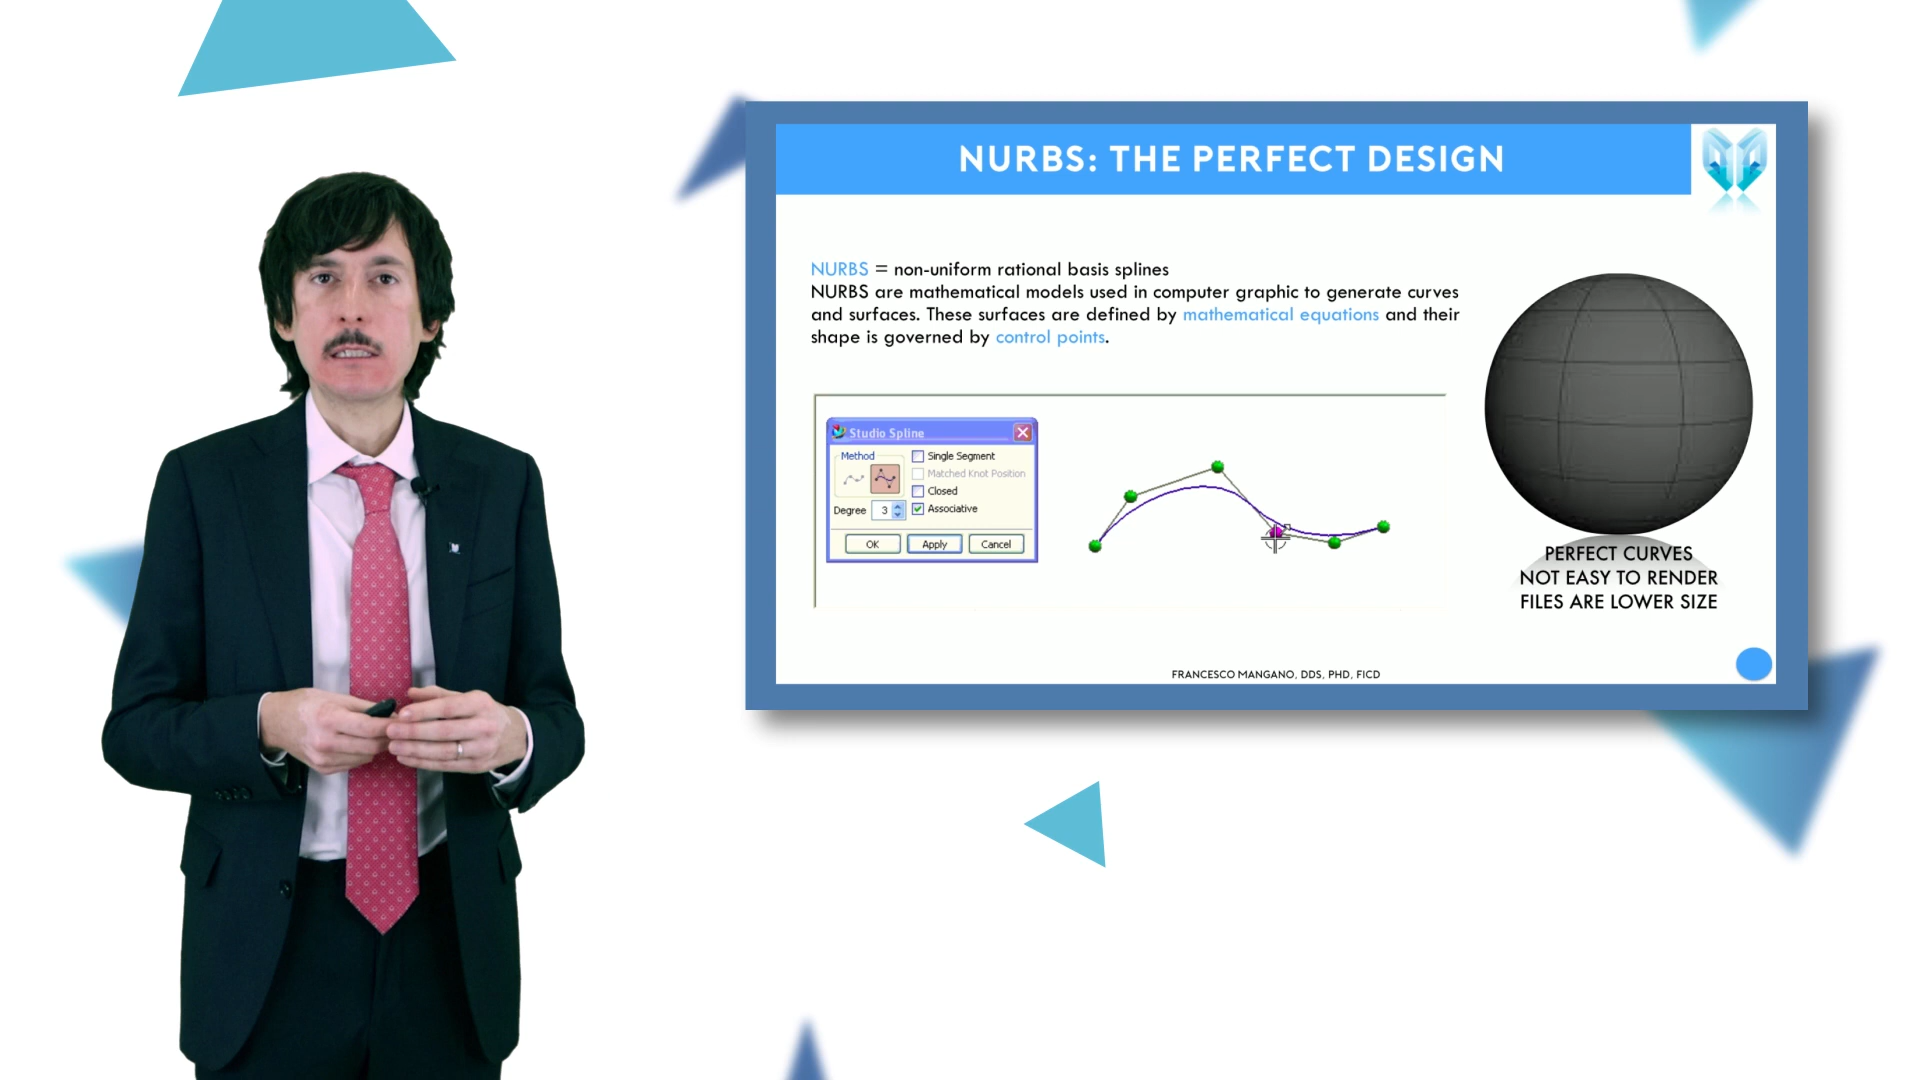 NURBS: THE PERFECT DESIGN
NURBS = non-uniform rational basis splines
NURBS are mathematical models used in computer graphic to generate curves
and surfaces. These surfaces are defined by mathematical equations and their
shape is governed by control points.
Studio Spline
Method
Single Segment
Matched Knot Position
Closed
Degree 3
Associative
OK
Apply
Cancel
PERFECT CURVES
NOT EASY TO RENDER
FILES ARE LOWER SIZE
FRANCESCO MANGANO, DDS, PHD, FICD